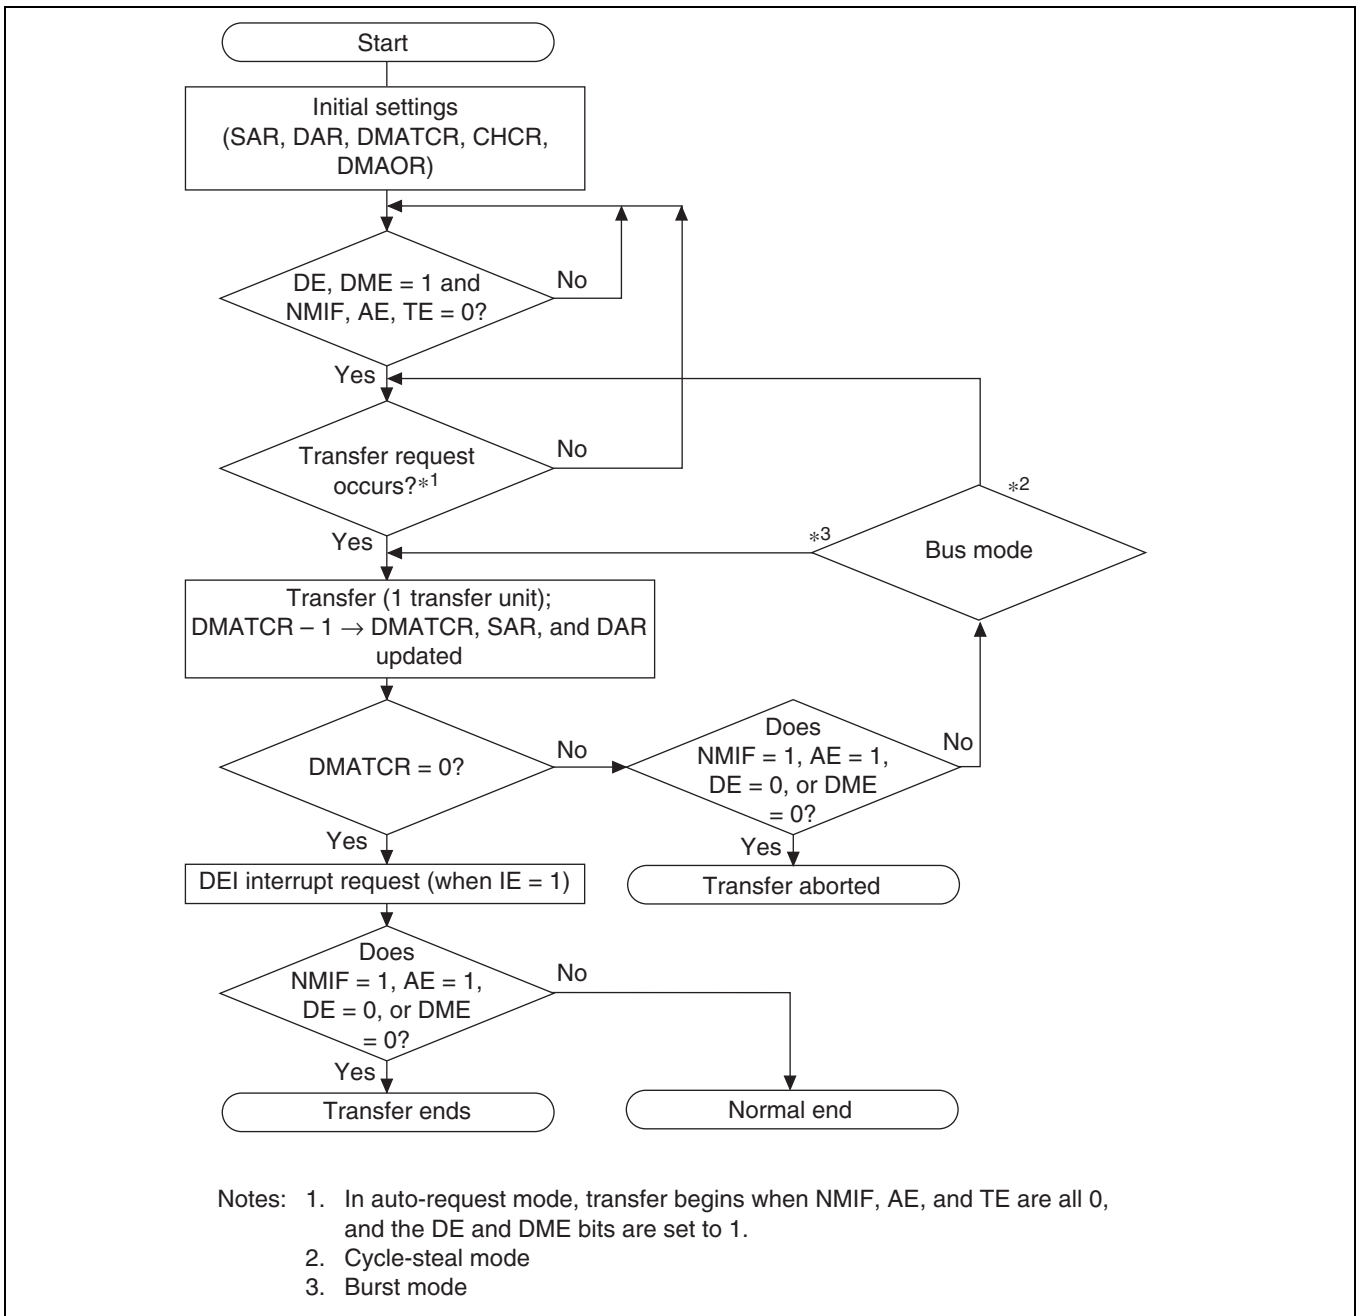 Start
Initial settings
(SAR, DAR, DMATCR, CHCR,
DMAOR)
DE, DME = 1 and
NMIF, AE, TE = 0?
No
Yes
Transfer request
occurs?*1
No
Yes
*2
*3
Bus mode
Transfer (1 transfer unit);
DMATCR – 1 → DMATCR, SAR, and DAR
updated
DMATCR = 0?
No
Does
NMIF = 1, AE = 1,
DE = 0, or DME
= 0?
No
Yes
Yes
DEI interrupt request (when IE = 1)
Transfer aborted
Does
NMIF = 1, AE = 1,
DE = 0, or DME
= 0?
No
Yes
Transfer ends
Normal end
Notes: 1. In auto-request mode, transfer begins when NMIF, AE, and TE are all 0,
and the DE and DME bits are set to 1.
2. Cycle-steal mode
3. Burst mode